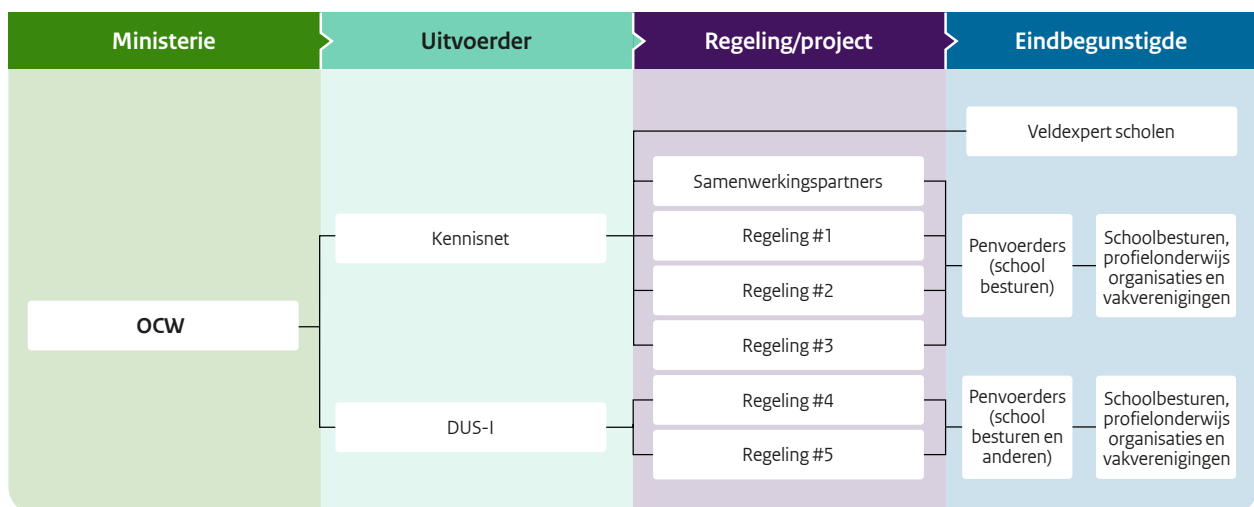 Ministerie
Uitvoerder
Regeling/project
Eindbegunstigde
Veldexpert scholen
Samenwerkingspartners
Kennisnet
Regeling #1
Regeling #2
Regeling #3
Penvoerders
(school
besturen)
Schoolbesturen,
profielonderwijs
organisaties en
vakverenigingen
OCW
DUS-I
Regeling #4
Regeling #5
Penvoerders
(school
besturen en
anderen)
Schoolbesturen,
profielonderwijs
organisaties en
vakverenigingen